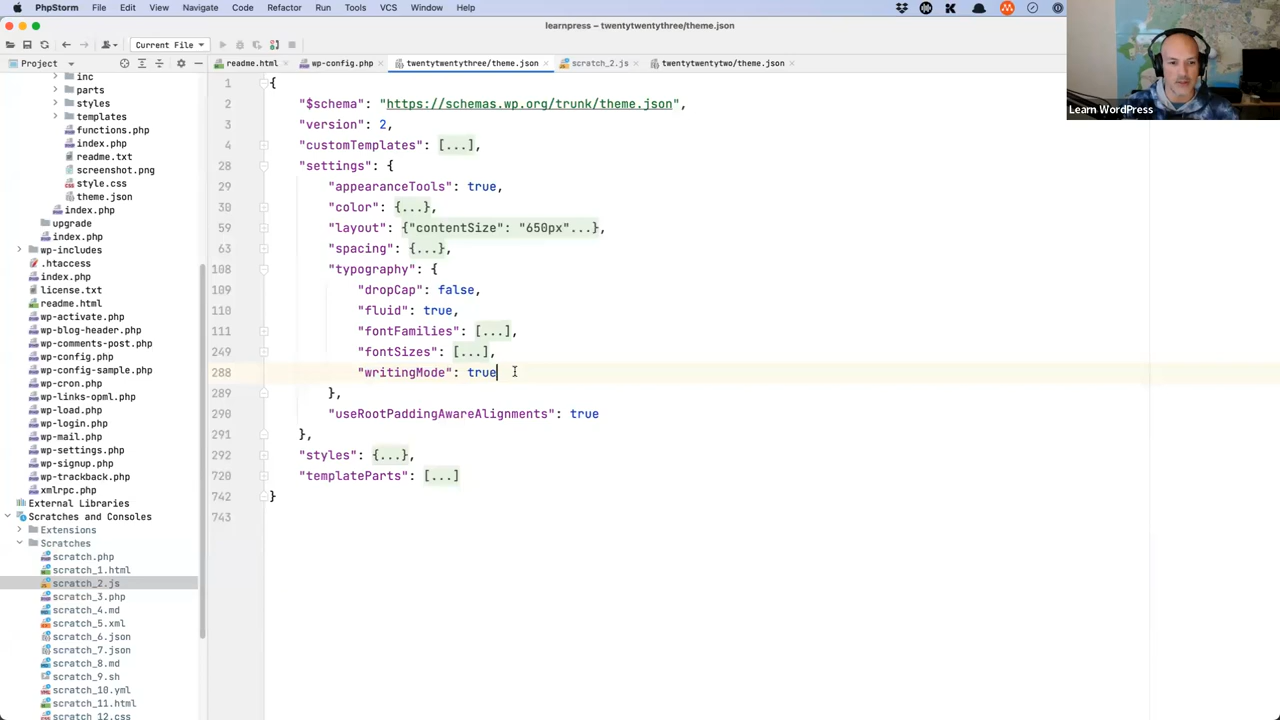 PhpStorm File Edit View Navigate Code Refactor Run Tools VCS Window Help
learnpress – twentytwentythree/theme.json
Current File
Project
readme.html
wp-config.php
twentytwentythree/theme.json
scratch_2.js
twentytwentytwo/theme.json
Learn WordPress
inc
parts
styles
templates
functions.php
index.php
readme.txt
screenshot.png
style.css
theme.json
index.php
upgrade
index.php
wp-includes
.htaccess
index.php
license.txt
readme.html
wp-activate.php
wp-blog-header.php
wp-comments-post.php
wp-config.php
wp-config-sample.php
wp-cron.php
wp-links-opml.php
wp-load.php
wp-login.php
wp-mail.php
wp-settings.php
wp-signup.php
wp-trackback.php
xmlrpc.php
External Libraries
Scratches and Consoles
Extensions
Scratches
scratch.php
scratch_1.html
scratch_2.js
scratch_3.php
scratch_4.md
scratch_5.xml
scratch_6.json
scratch_7.json
scratch_8.md
scratch_9.sh
scratch_10.yml
scratch_11.html
scratch_12.css
1 {
2 "$schema": "https://schemas.wp.org/trunk/theme.json",
3 "version": 2,
4 "customTemplates": [...],
28 "settings": {
29 "appearanceTools": true,
30 "color": {...},
59 "layout": {"contentSize": "650px"...},
63 "spacing": {...},
108 "typography": {
109 "dropCap": false,
110 "fluid": true,
111 "fontFamilies": [...],
249 "fontSizes": [...],
288 "writingMode": true
289 },
290 "useRootPaddingAwareAlignments": true
291 },
292 "styles": {...},
720 "templateParts": [...]
742 }
743